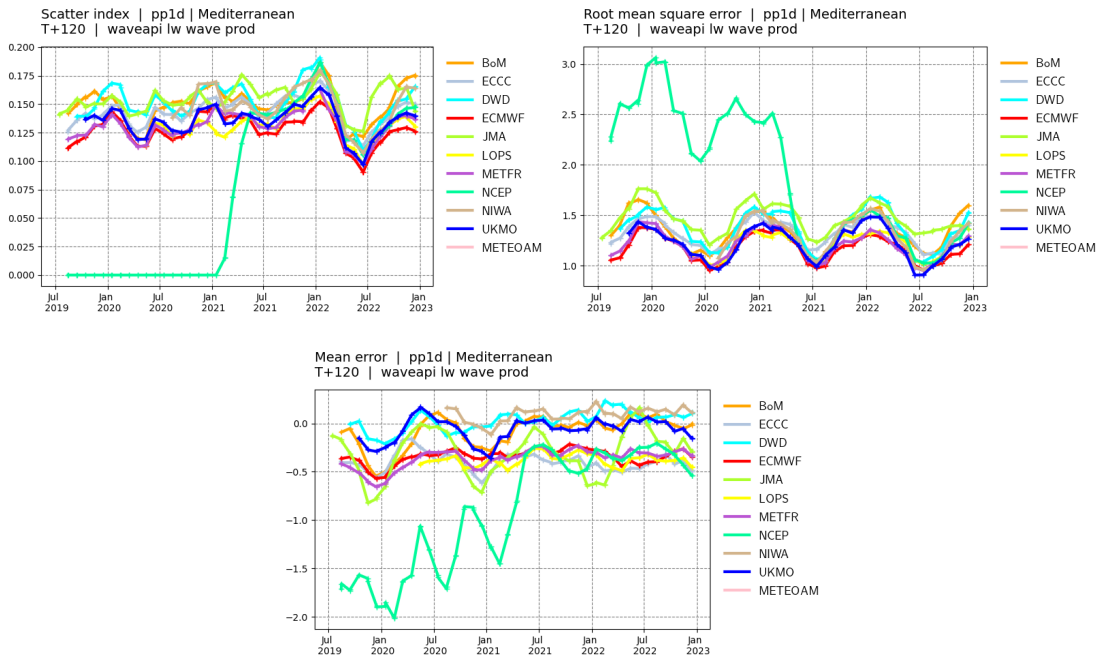 Scatter index | pp1d | Mediterranean
T+120 | waveapi lw wave prod
0.200
0.175
0.150
0.125
0.100
0.075
0.050
0.025
0.000
Jul 2019
Jan 2020
Jul 2020
Jan 2021
Jul 2021
Jan 2022
Jul 2022
Jan 2023
BoM
ECCC
DWD
ECMWF
JMA
LOPS
METFR
NCEP
NIWA
UKMO
METEOAM
Root mean square error | pp1d | Mediterranean
T+120 | waveapi lw wave prod
3.0
2.5
2.0
1.5
1.0
Jul 2019
Jan 2020
Jul 2020
Jan 2021
Jul 2021
Jan 2022
Jul 2022
Jan 2023
BoM
ECCC
DWD
ECMWF
JMA
LOPS
METFR
NCEP
NIWA
UKMO
METEOAM
Mean error | pp1d | Mediterranean
T+120 | waveapi lw wave prod
0.0
−0.5
−1.0
−1.5
−2.0
Jul 2019
Jan 2020
Jul 2020
Jan 2021
Jul 2021
Jan 2022
Jul 2022
Jan 2023
BoM
ECCC
DWD
ECMWF
JMA
LOPS
METFR
NCEP
NIWA
UKMO
METEOAM